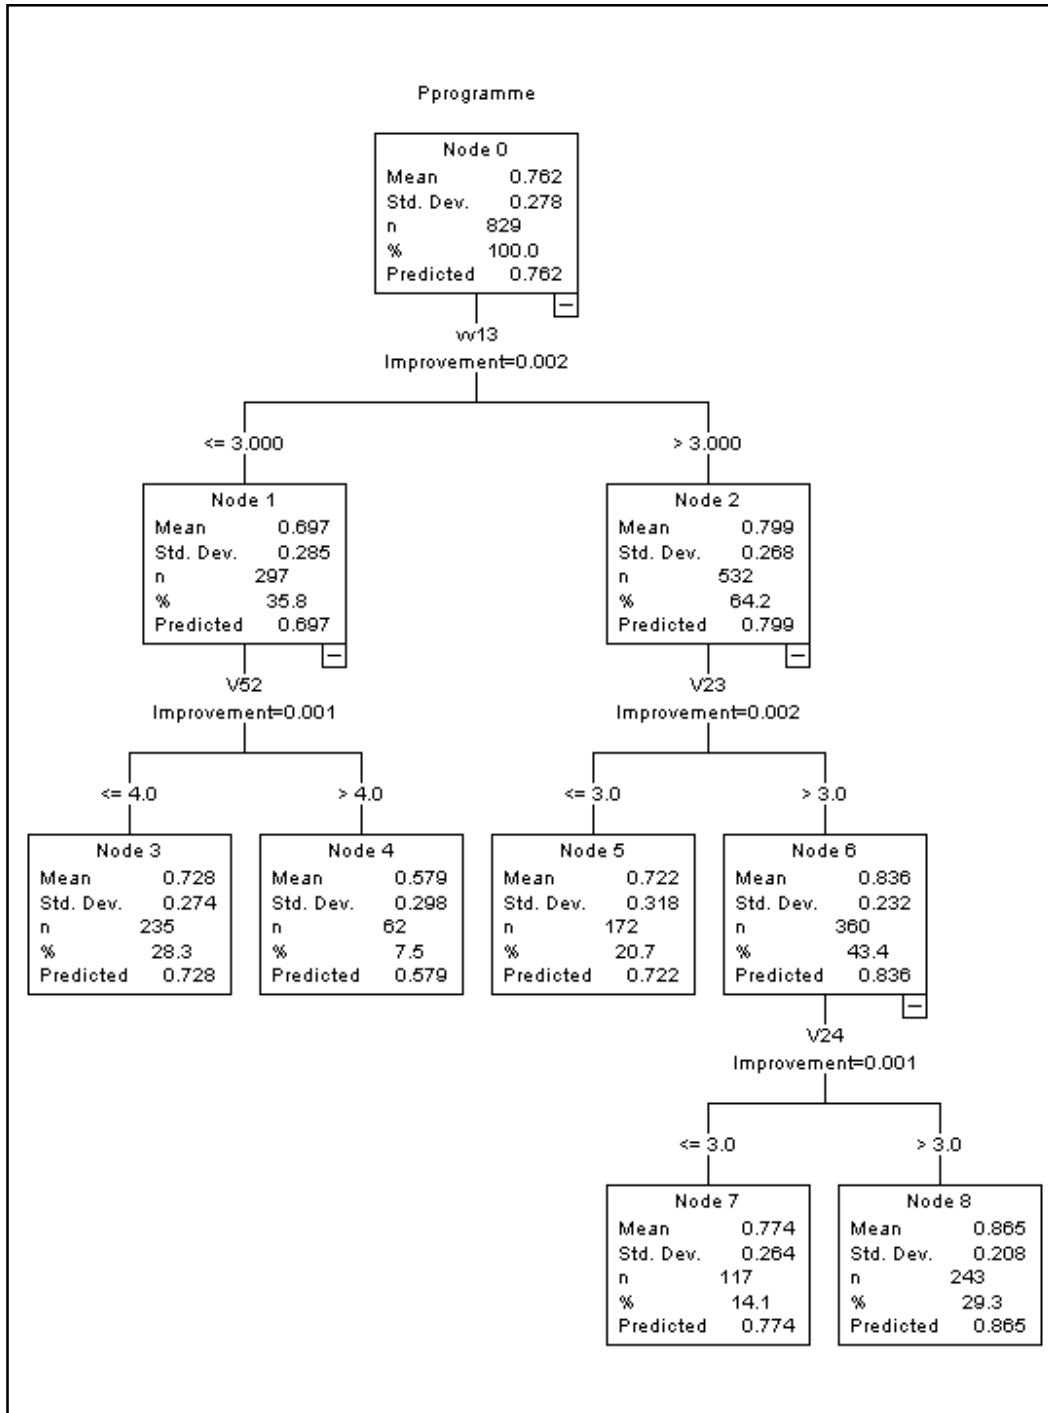 Pprogramme
Node 0
Mean 0.762
Std. Dev. 0.278
n 829
% 100.0
Predicted 0.762
vv13
Improvement=0.002
<= 3.000
> 3.000
Node 1
Mean 0.697
Std. Dev. 0.285
n 297
% 35.8
Predicted 0.697
Node 2
Mean 0.799
Std. Dev. 0.268
n 532
% 64.2
Predicted 0.799
V52
Improvement=0.001
V23
Improvement=0.002
<= 4.0
> 4.0
<= 3.0
> 3.0
Node 3
Mean 0.728
Std. Dev. 0.274
n 235
% 28.3
Predicted 0.728
Node 4
Mean 0.579
Std. Dev. 0.298
n 62
% 7.5
Predicted 0.579
Node 5
Mean 0.722
Std. Dev. 0.318
n 172
% 20.7
Predicted 0.722
Node 6
Mean 0.836
Std. Dev. 0.232
n 360
% 43.4
Predicted 0.836
V24
Improvement=0.001
<= 3.0
> 3.0
Node 7
Mean 0.774
Std. Dev. 0.264
n 117
% 14.1
Predicted 0.774
Node 8
Mean 0.865
Std. Dev. 0.208
n 243
% 29.3
Predicted 0.865